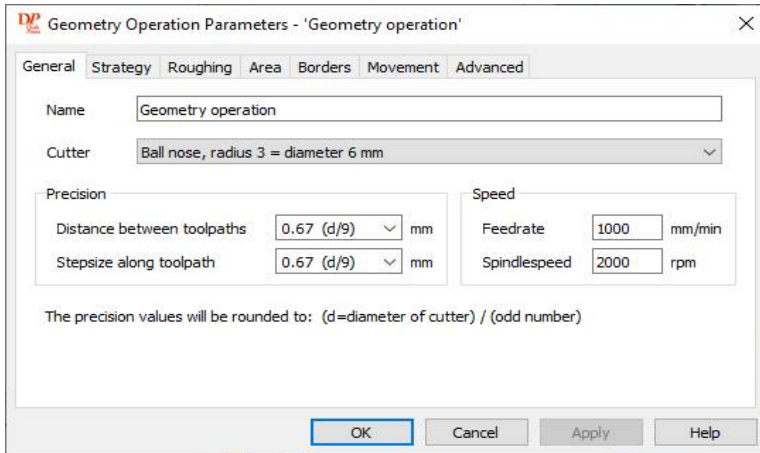 DP Geometry Operation Parameters - 'Geometry operation'
General Strategy Roughing Area Borders Movement Advanced
Name Geometry operation
Cutter Ball nose, radius 3 = diameter 6 mm
Precision Speed
Distance between toolpaths 0.67 (d/9) mm Feedrate 1000 mm/min
Stepsize along toolpath 0.67 (d/9) mm Spindlespeed 2000 rpm
The precision values will be rounded to: (d=diameter of cutter) / (odd number)
OK Cancel Apply Help